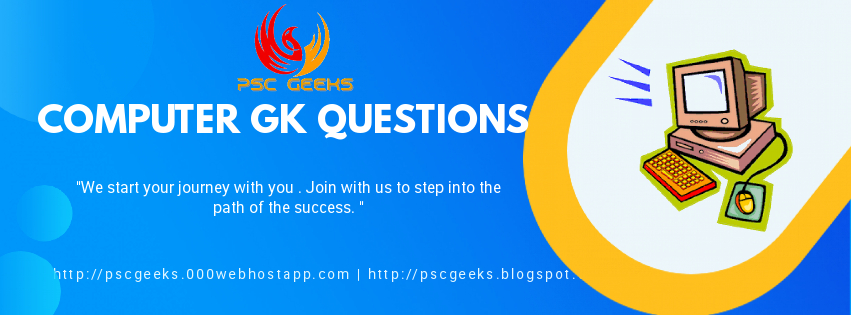 PSC GEEKS
COMPUTER GK QUESTIONS
"We start your journey with you . Join with us to step into the
path of the success. "
http://pscgeeks.000webhostapp.com | http://pscgeeks.blogspot.